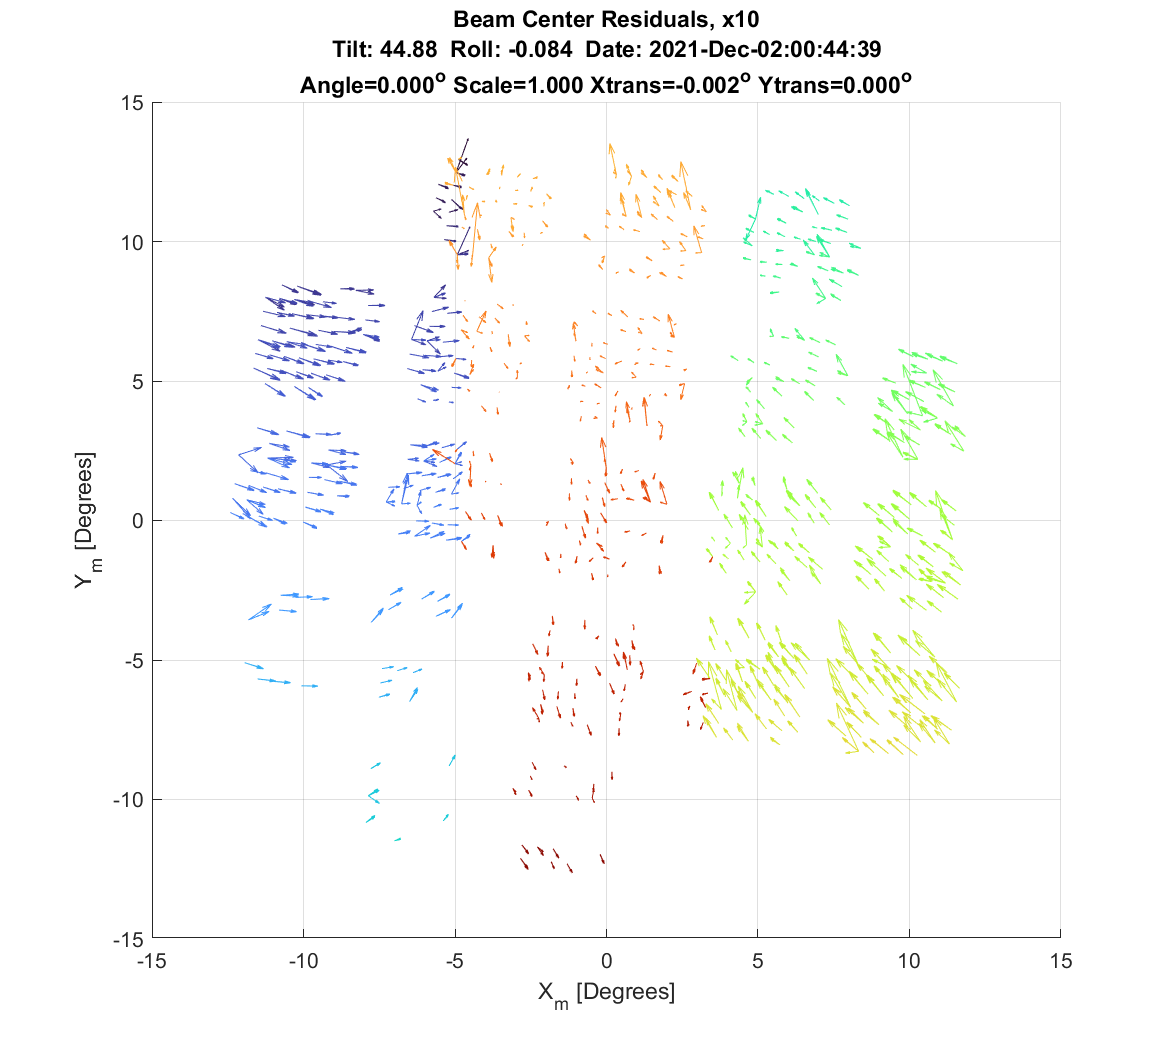 Beam Center Residuals, x10
Tilt: 44.88 Roll: -0.084 Date: 2021-Dec-02:00:44:39
Angle=0.000° Scale=1.000 Xtrans=-0.002° Ytrans=0.000°
15
10
5
0
-5
-10
-15
Ym [Degrees]
-15 -10 -5 0 5 10 15
Xm [Degrees]